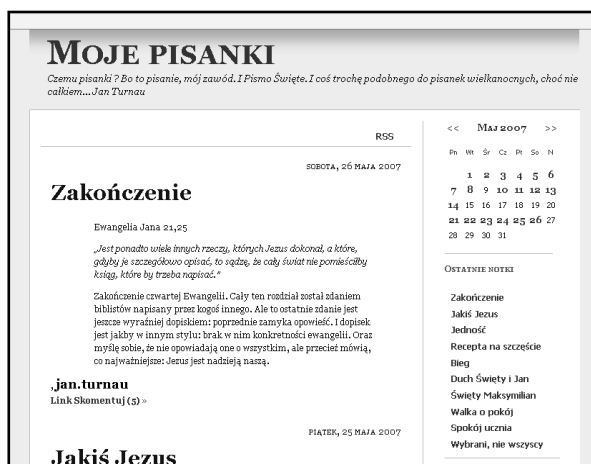 Moje pisanki
Czemu pisanki ? Bo to pisanie, mój zawód. I Pismo Święte. I coś trochę podobnego do pisanek wielkanocnych, choć nie
całkiem... Jan Turnau
RSS
sobota, 26 maja 2007
Zakończenie
Ewangelia Jana 21,25
„Jest ponadto wiele innych rzeczy, których Jezus dokonał, a które,
gdyby je szczegółowo opisać, to sądzę, że cały świat nie pomieściłby
ksiąg, które by trzeba napisać."
Zakończenie czwartej Ewangelii. Cały ten rozdział został zdaniem
biblistów napisany przez kogoś innego. Ale to ostatnie zdanie jest
jeszcze wyraźniej dopiskiem: poprzednie zamyka opowieść. I dopisek
jest jakby w innym stylu: brak w nim konkretności ewangelii. Oraz
myślę sobie, że nie opowiadają one o wszystkim, ale przecież mówią,
co najważniejsze: Jezus jest nadzieją naszą.
,jan.turnau
Link Skomentuj (5) »
piątek, 25 maja 2007
Jakiś Jezus
<< Maj 2007 >>
Pn Wt Śr Cz Pt So N
1 2 3 4 5 6
7 8 9 10 11 12 13
14 15 16 17 18 19 20
21 22 23 24 25 26 27
28 29 30 31
Ostatnie notki
Zakończenie
Jakiś Jezus
Jedność
Recepta na szczęście
Bieg
Duch Święty i Jan
Święty Maksymilian
Walka o pokój
Spokój ucznia
Wybrani, nie wszyscy